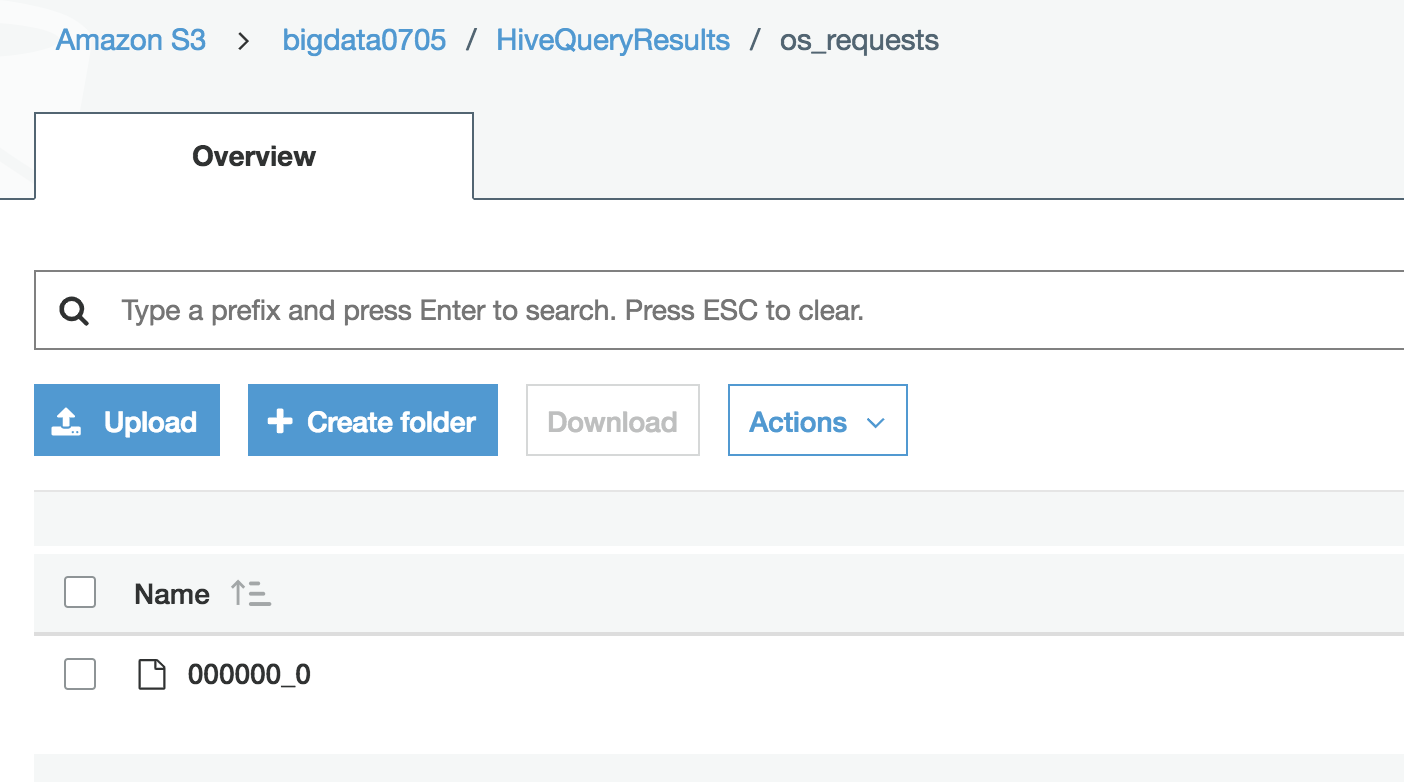 Amazon S3 > bigdata0705 / HiveQueryResults / os_requests
Overview
Type a prefix and press Enter to search. Press ESC to clear.
Upload + Create folder Download Actions
Name
000000_0